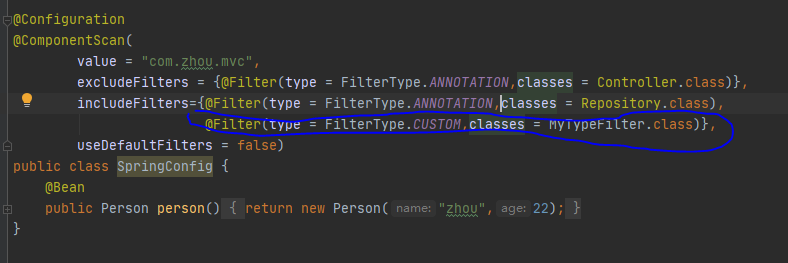 @Configuration
@ComponentScan(
value = "com.zhou.mvc",
excludeFilters = {@Filter(type = FilterType.ANNOTATION,classes = Controller.class)},
includeFilters={@Filter(type = FilterType.ANNOTATION,classes = Repository.class),
@Filter(type = FilterType.CUSTOM,classes = MyTypeFilter.class)},
useDefaultFilters = false)
public class SpringConfig {
@Bean
public Person person() { return new Person( name: "zhou", age: 22); }
}